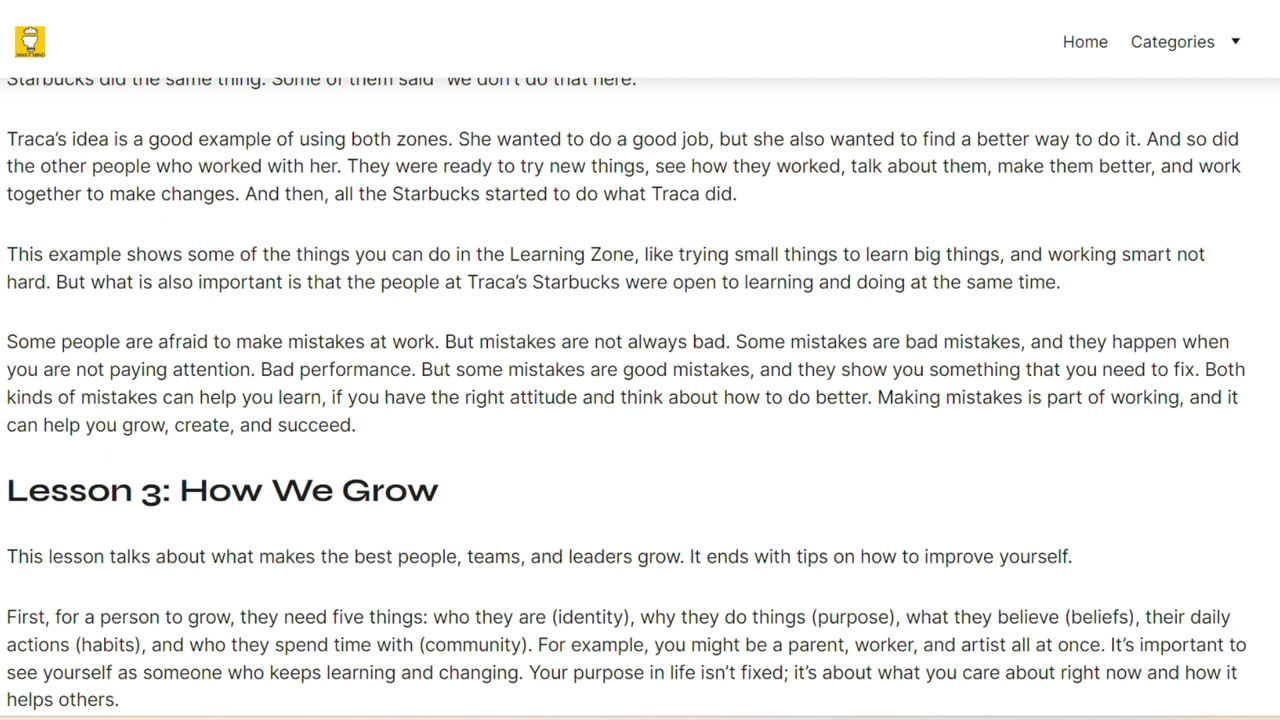 Home Categories
Starbucks did the same thing. Some of them said "we don't do that here.
Traca’s idea is a good example of using both zones. She wanted to do a good job, but she also wanted to find a better way to do it. And so did
the other people who worked with her. They were ready to try new things, see how they worked, talk about them, make them better, and work
together to make changes. And then, all the Starbucks started to do what Traca did.
This example shows some of the things you can do in the Learning Zone, like trying small things to learn big things, and working smart not
hard. But what is also important is that the people at Traca’s Starbucks were open to learning and doing at the same time.
Some people are afraid to make mistakes at work. But mistakes are not always bad. Some mistakes are bad mistakes, and they happen when
you are not paying attention. Bad performance. But some mistakes are good mistakes, and they show you something that you need to fix. Both
kinds of mistakes can help you learn, if you have the right attitude and think about how to do better. Making mistakes is part of working, and it
can help you grow, create, and succeed.
Lesson 3: How We Grow
This lesson talks about what makes the best people, teams, and leaders grow. It ends with tips on how to improve yourself.
First, for a person to grow, they need five things: who they are (identity), why they do things (purpose), what they believe (beliefs), their daily
actions (habits), and who they spend time with (community). For example, you might be a parent, worker, and artist all at once. It’s important to
see yourself as someone who keeps learning and changing. Your purpose in life isn’t fixed; it’s about what you care about right now and how it
helps others.